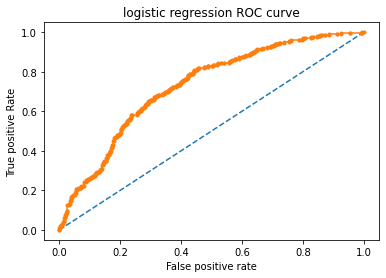 logistic regression ROC curve
True positive Rate
1.0
0.8
0.6
0.4
0.2
0.0
0.0 0.2 0.4 0.6 0.8 1.0
False positive rate